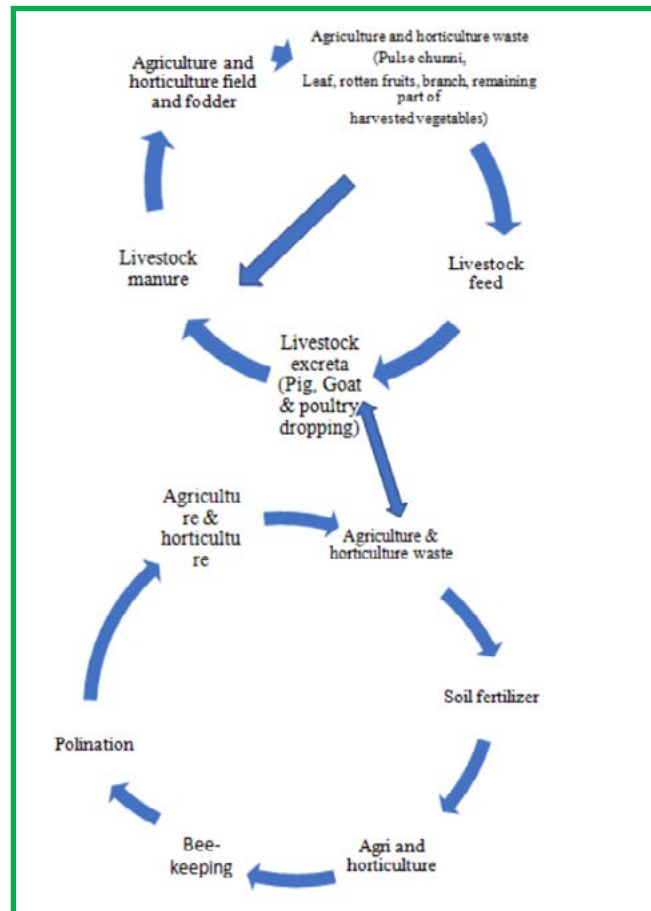 Agriculture and
horticulture field
and fodder
Agriculture and horticulture waste
(Pulse chunni,
Leaf, rotten fruits, branch, remaining
part of
harvested vegetables)
Livestock
manure
Livestock
feed
Livestock
excreta
(Pig, Goat
& poultry
dropping)
Agricultu
re &
horticultu
re
Agriculture &
horticulture waste
Soil fertilizer
Polination
Bee-
keeping
Agri and
horticulture